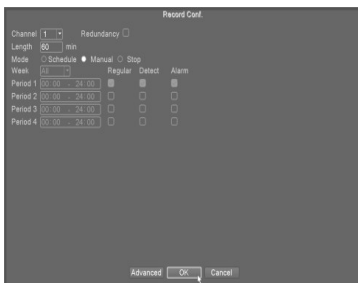 Record Conf.
Channel 1 Redundancy
Length 60 min
Mode Schedule Manual Stop
Week All Regular Detect Alarm
Period 1 00:00 - 24:00
Period 2 00:00 - 24:00
Period 3 00:00 - 24:00
Period 4 00:00 - 24:00
Advanced OK Cancel